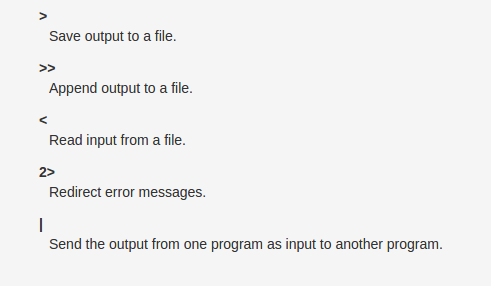 >
Save output to a file.
>>
Append output to a file.
<
Read input from a file.
2>
Redirect error messages.
|
Send the output from one program as input to another program.